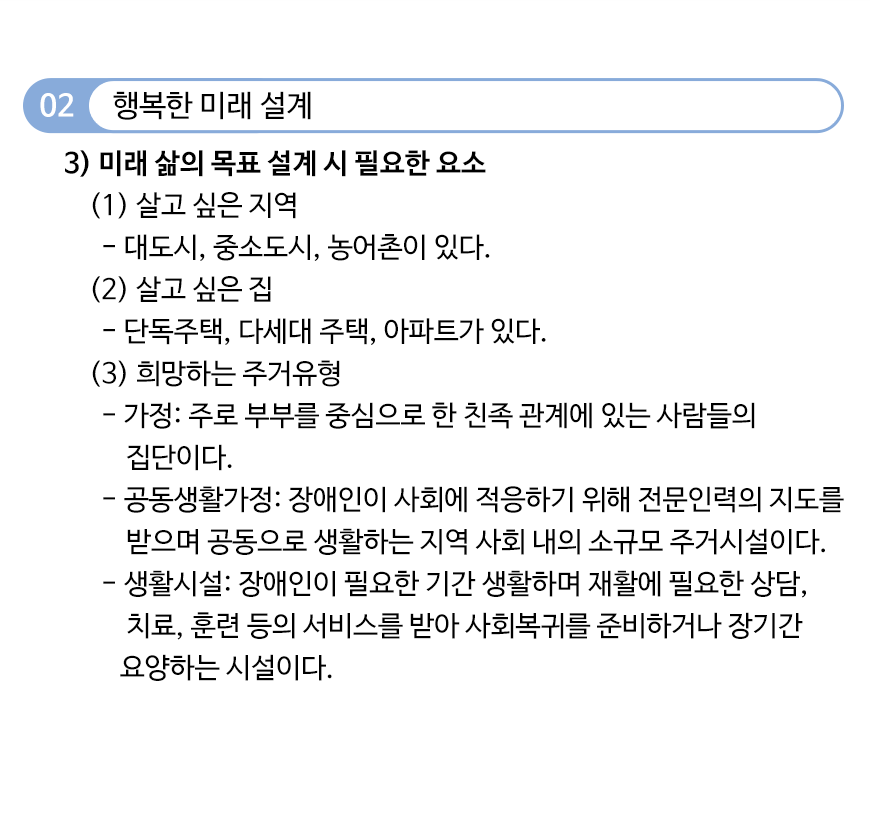 02 행복한 미래 설계
3) 미래 삶의 목표 설계 시 필요한 요소
(1) 살고 싶은 지역
- 대도시, 중소도시, 농어촌이 있다.
(2) 살고 싶은 집
- 단독주택, 다세대 주택, 아파트가 있다.
(3) 희망하는 주거유형
- 가정: 주로 부부를 중심으로 한 친족 관계에 있는 사람들의
집단이다.
- 공동생활가정: 장애인이 사회에 적응하기 위해 전문인력의 지도를
받으며 공동으로 생활하는 지역 사회 내의 소규모 주거시설이다.
- 생활시설: 장애인이 필요한 기간 생활하며 재활에 필요한 상담,
치료, 훈련 등의 서비스를 받아 사회복귀를 준비하거나 장기간
요양하는 시설이다.